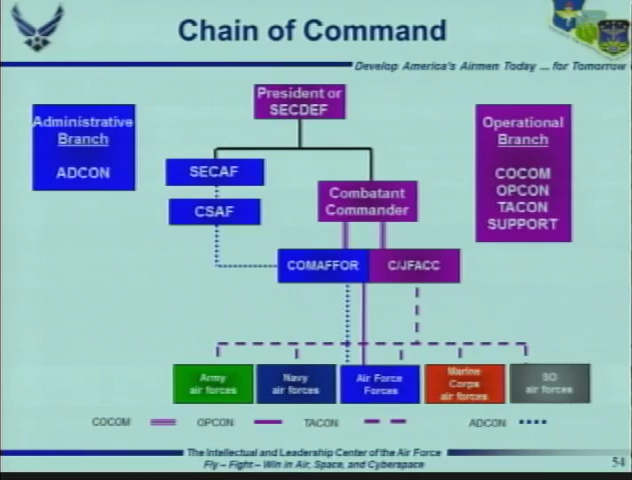 Chain of Command
Develop America's Airmen Today ... for Tomorrow
President or
SECDEF
Administrative
Branch
ADCON
Operational
Branch
COCOM
OPCON
TACON
SUPPORT
SECAF
CSAF
Combatant
Commander
COMAFFOR
C/JFACC
Army
air forces
Navy
air forces
Air Force
Forces
Marine
Corps
air forces
SO
air forces
COCOM OPCON TACON ADCON
The Intellectual and Leadership Center of the Air Force
Fly – Fight – Win in Air, Space, and Cyberspace
54